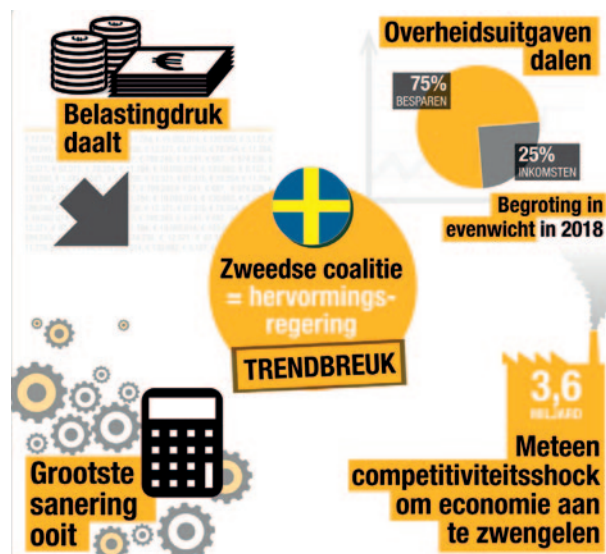 Belastingdruk
daalt
Overheidsuitgaven
dalen
75%
BESPAREN
25%
INKOMSTEN
Begroting in
evenwicht in 2018
Zweedse coalitie
= hervormings-
regering
TRENDBREUK
Grootste
sanering
ooit
3,6
MILJARD
Meteen
competitiviteitsshock
om economie aan
te zwengelen